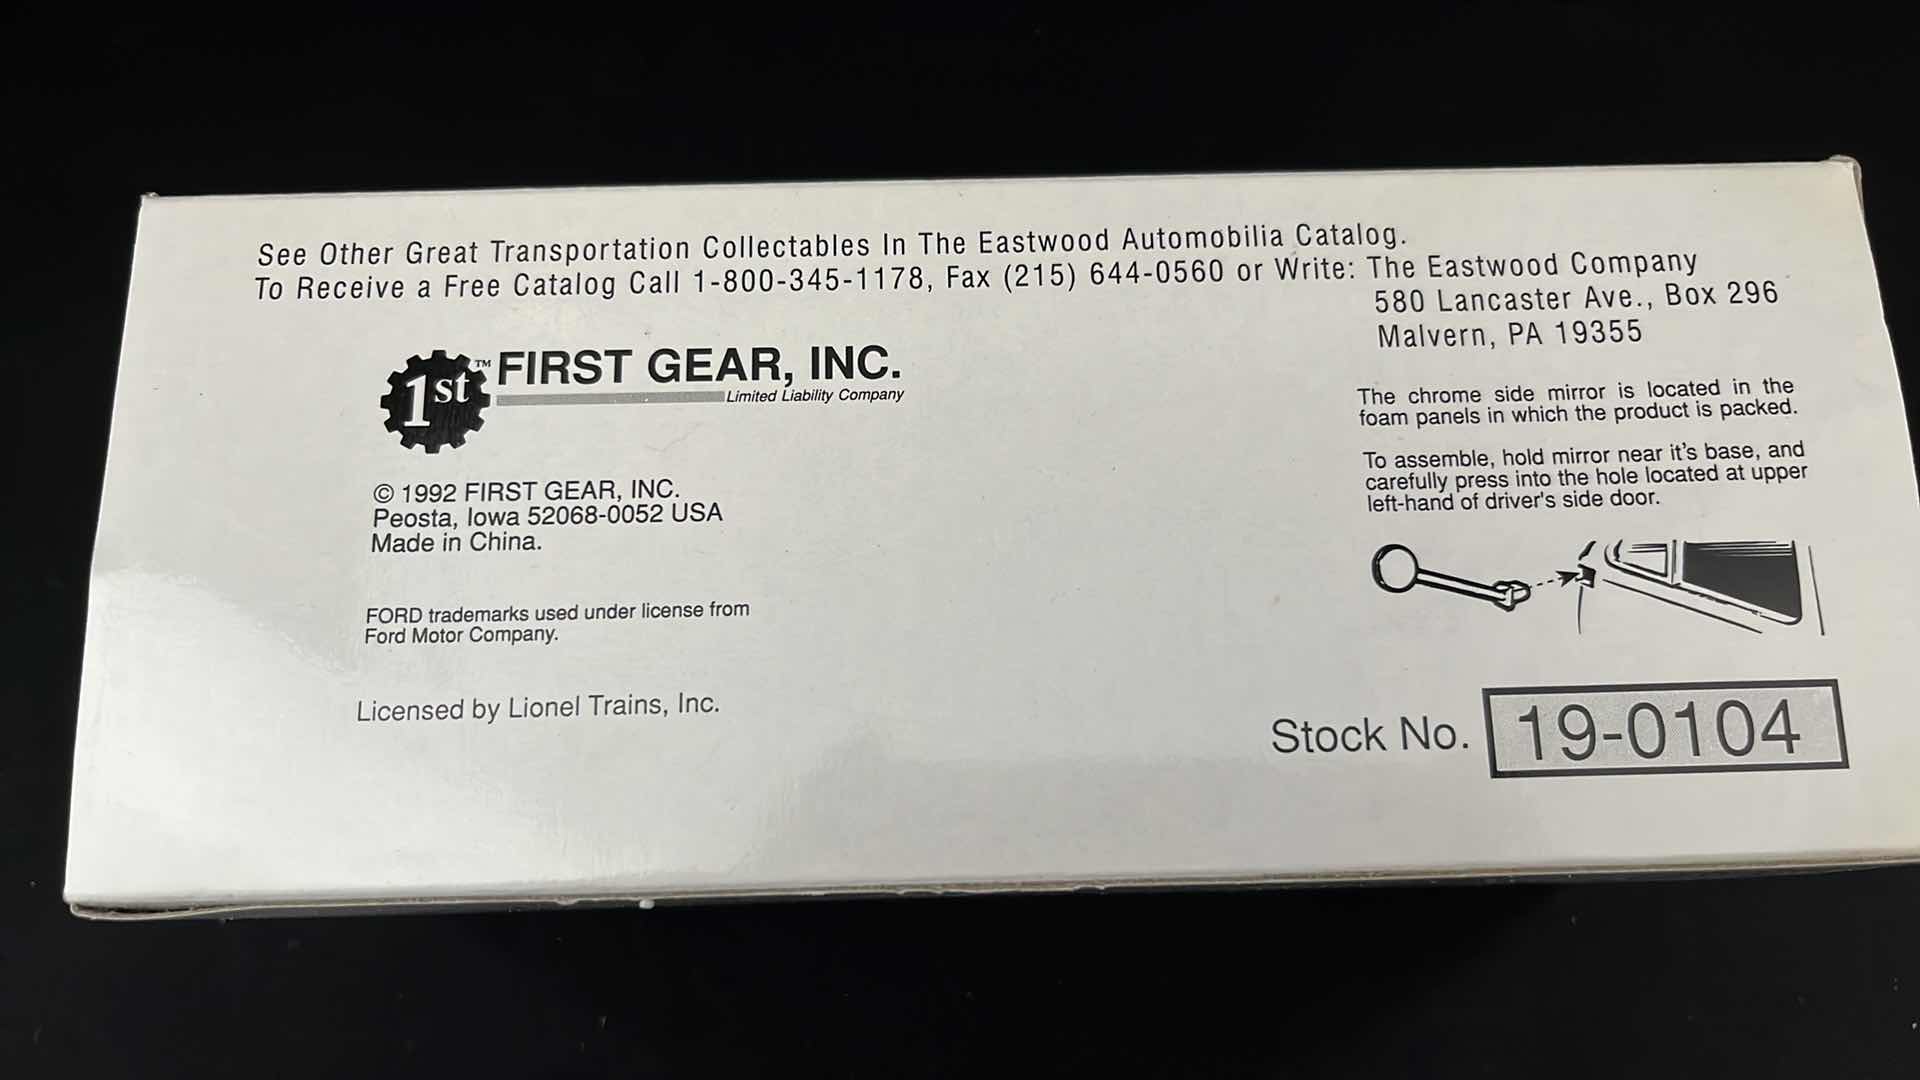 See Other Great Transportation Collectables In The Eastwood Automobilia Catalog.
To Receive a Free Catalog Call 1-800-345-1178, Fax (215) 644-0560 or Write: The Eastwood Company
580 Lancaster Ave., Box 296
Malvern, PA 19355
1st ™ FIRST GEAR, INC.
Limited Liability Company
© 1992 FIRST GEAR, INC.
Peosta, Iowa 52068-0052 USA
Made in China.
FORD trademarks used under license from
Ford Motor Company.
Licensed by Lionel Trains, Inc.
The chrome side mirror is located in the
foam panels in which the product is packed.
To assemble, hold mirror near it's base, and
carefully press into the hole located at upper
left-hand of driver's side door.
Stock No. 19-0104